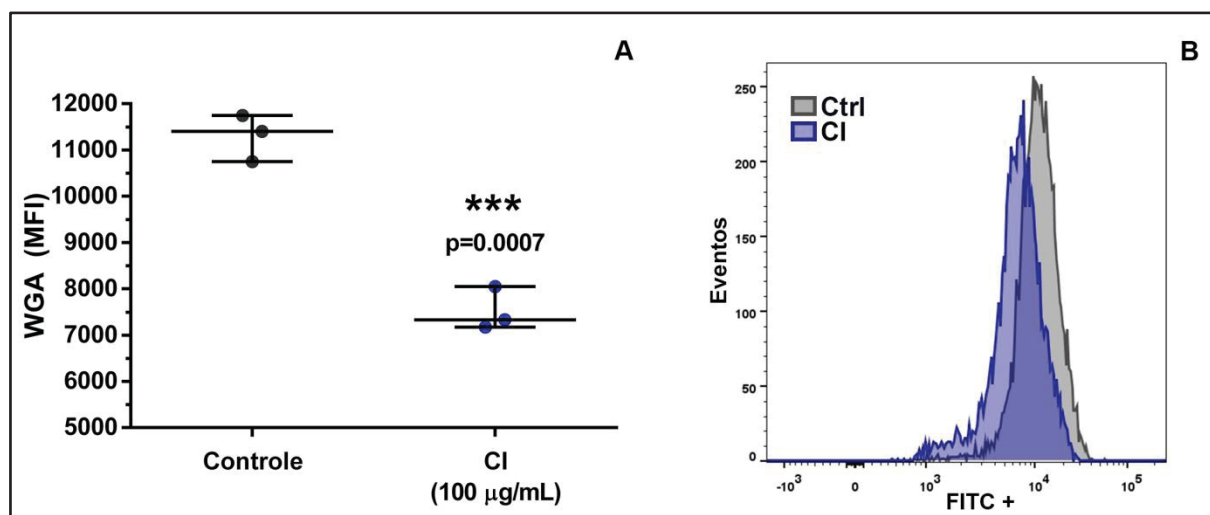 A
12000
11000
10000
9000
8000
7000
6000
5000
WGA (MFI)
***
p=0.0007
Controle
CI
(100 μg/mL)
B
Ctrl
CI
250
200
150
100
50
0
Eventos
-10³
0
10³
10⁴
10⁵
FITC +